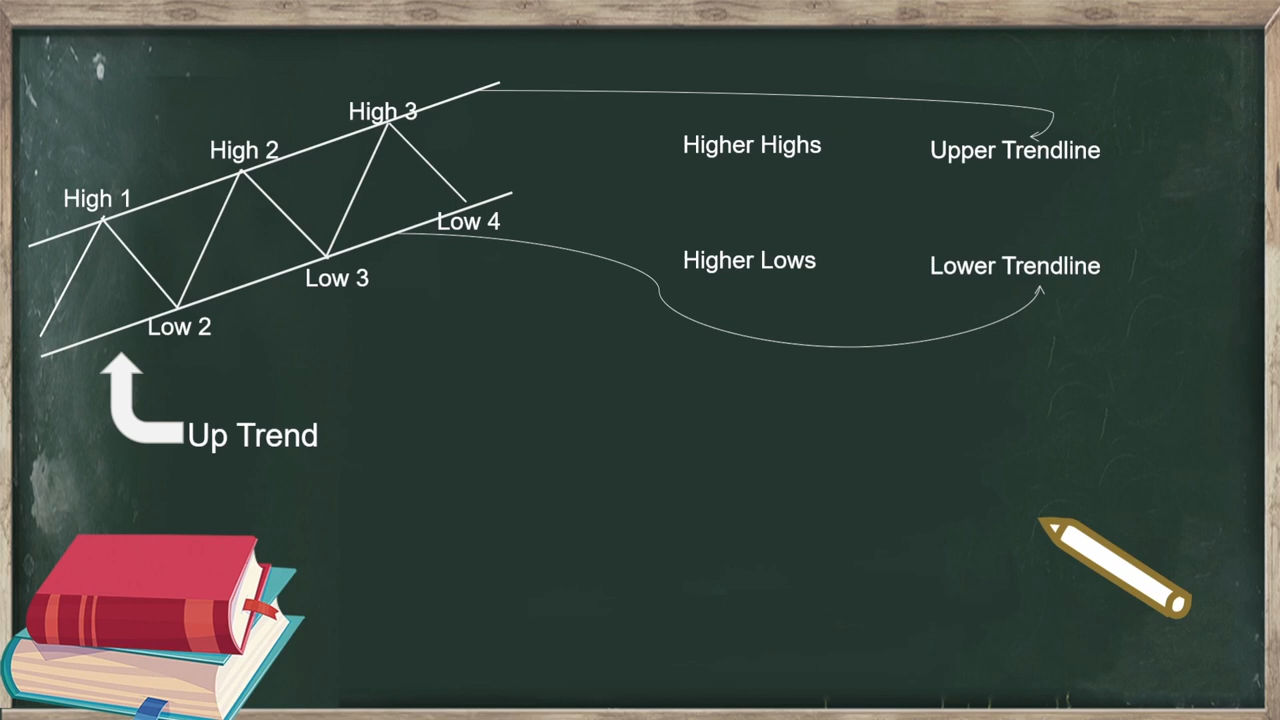 High 3
High 2
High 1
Higher Highs
Upper Trendline
Low 4
Low 3
Higher Lows
Lower Trendline
Low 2
Up Trend